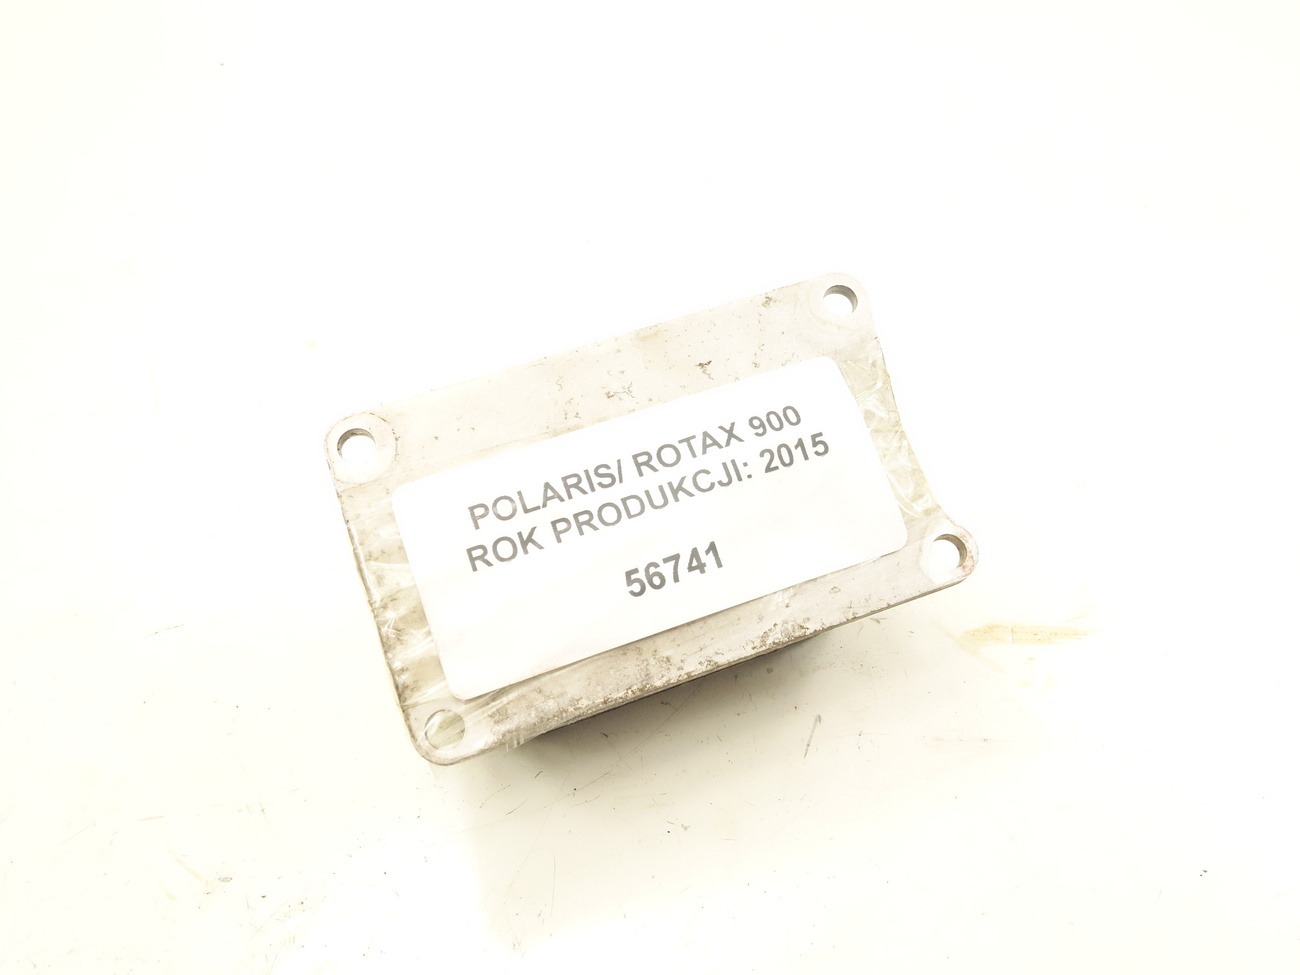 POLARIS/ ROTAX 900
ROK PRODUKCJI: 2015
56741